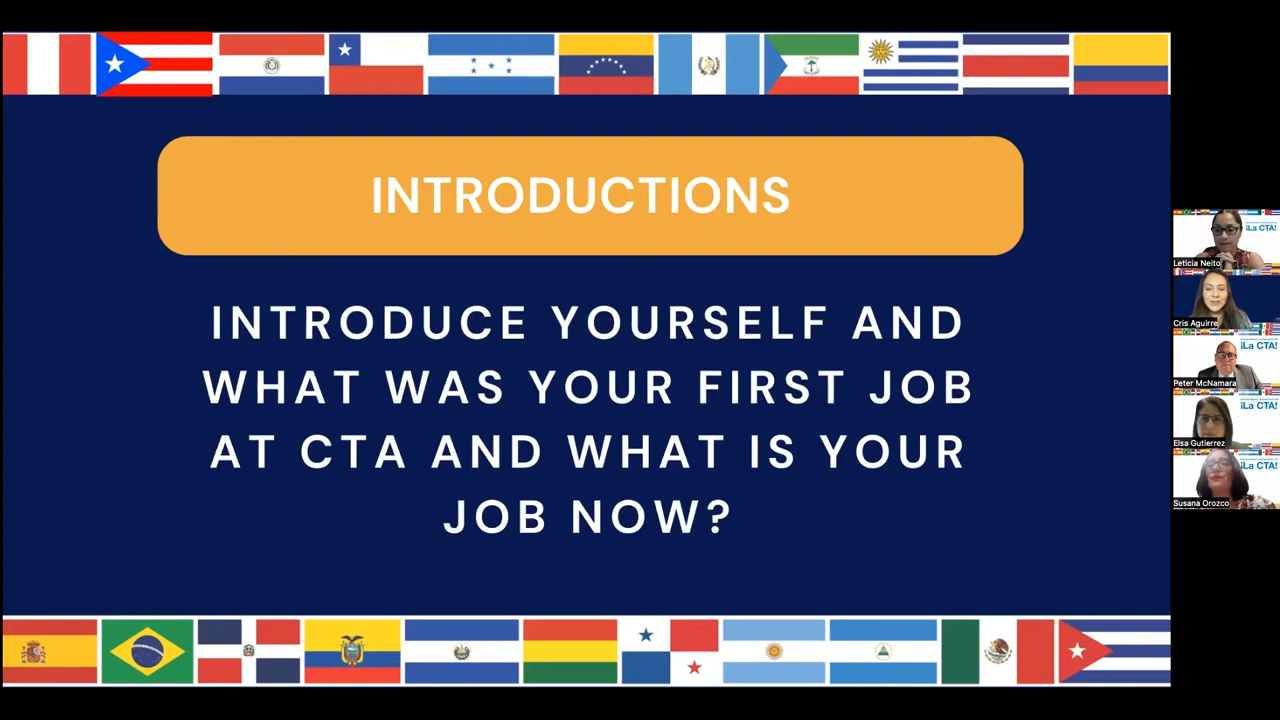 INTRODUCTIONS
INTRODUCE YOURSELF AND
WHAT WAS YOUR FIRST JOB
AT CTA AND WHAT IS YOUR
JOB NOW?
¡La CTA!
Leticia Neito
Cris Aguirre
¡La CTA!
Peter McNamara
¡La CTA!
Elsa Gutierrez
¡La CTA!
Susana Orozco